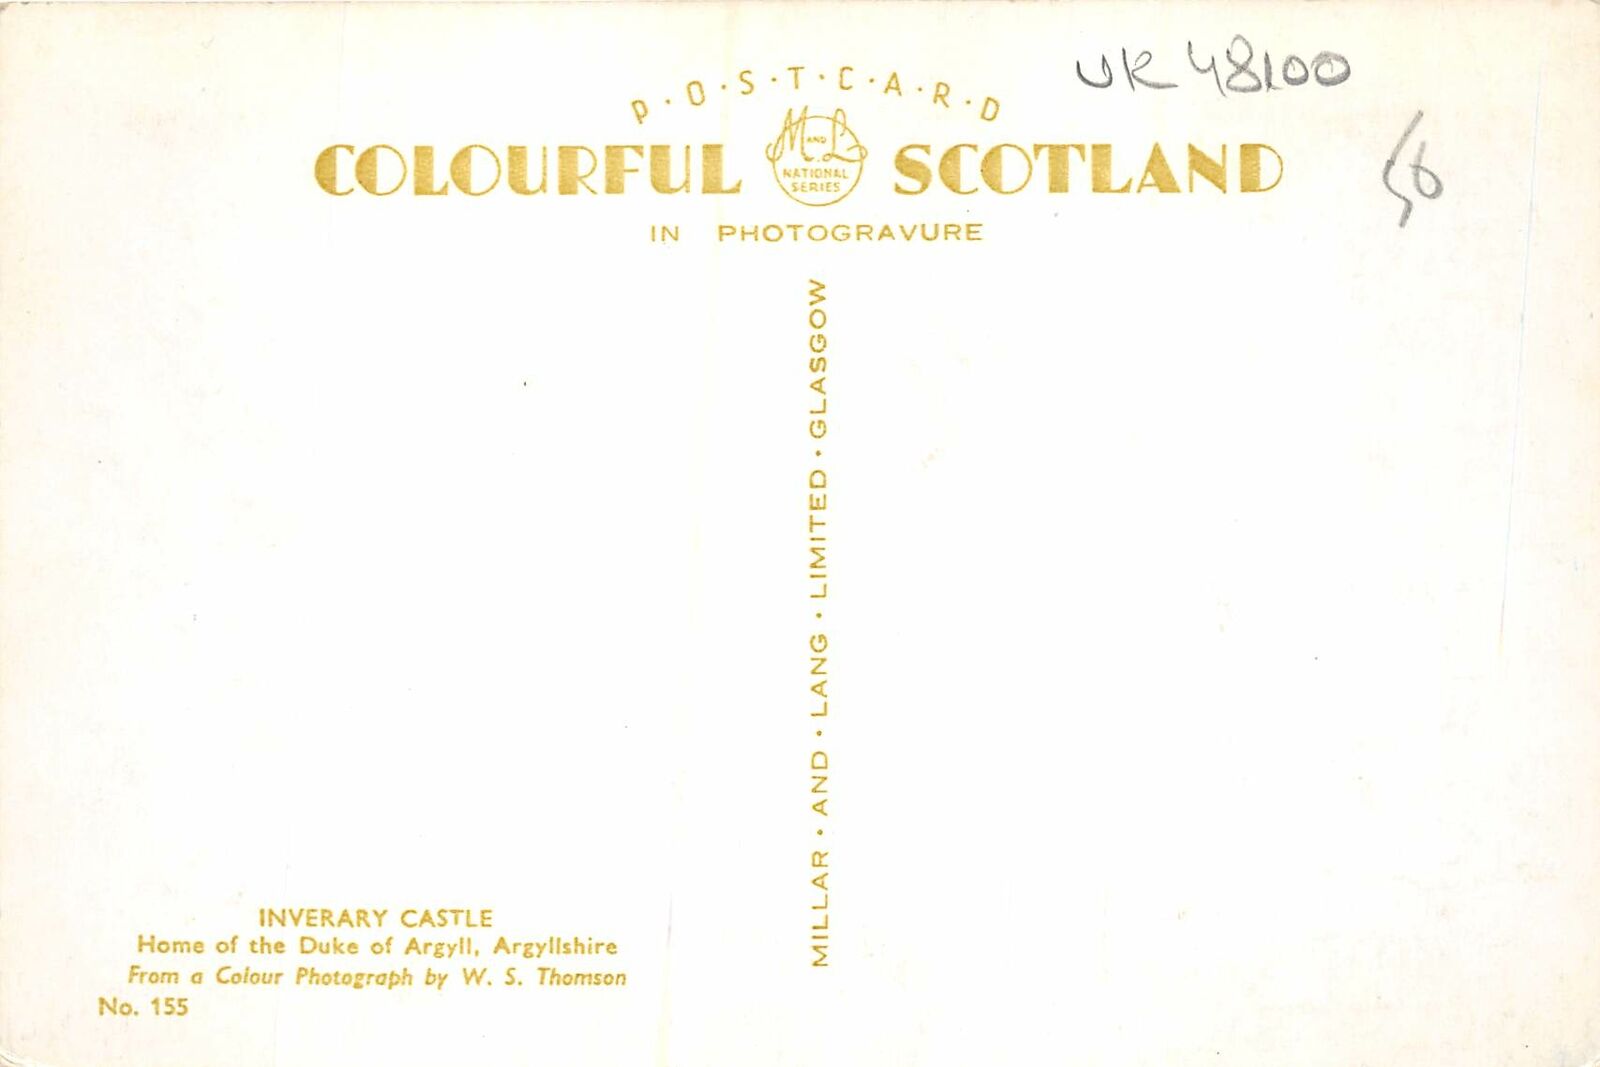 UK 48100
P·O·S·T·C·A·R·D
56
COLOURFUL M AND L SCOTLAND
NATIONAL
SERIES
IN PHOTOGRAVURE
MILLAR · AND · LANG · LIMITED · GLASGOW
INVERARY CASTLE
Home of the Duke of Argyll, Argyllshire
From a Colour Photograph by W. S. Thomson
No. 155